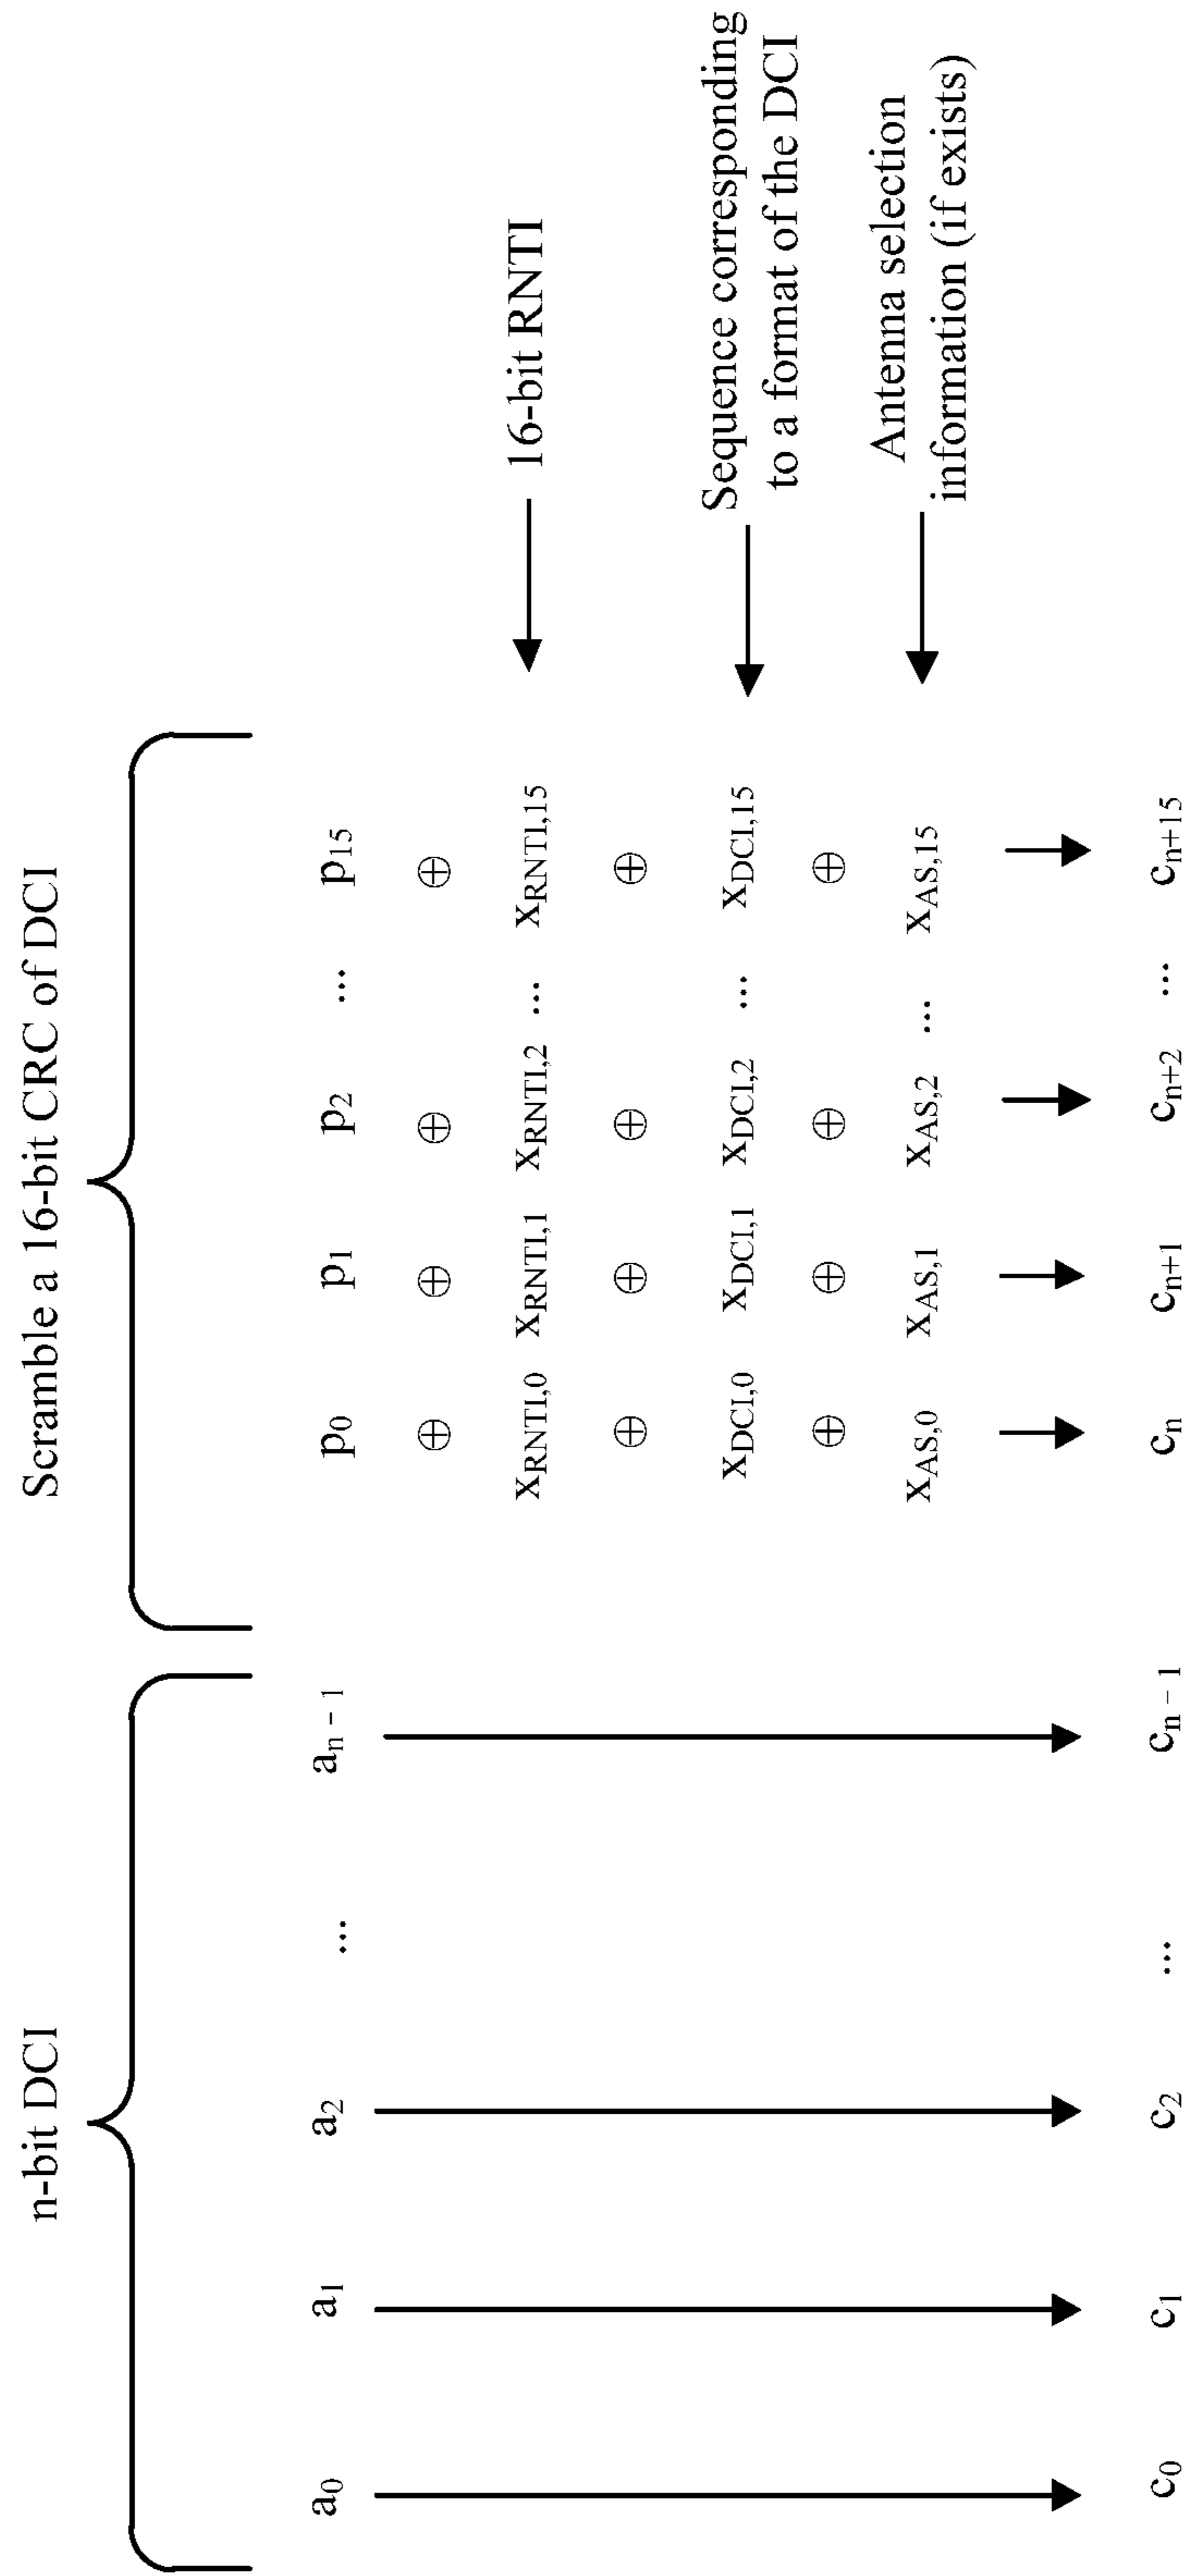 n-bit DCI
Scramble a 16-bit CRC of DCI
a0 a1 a2 ... an − 1 p0 p1 p2 ... p15
⊕ ⊕ ⊕ ⊕
xRNTI,0 xRNTI,1 xRNTI,2 ... xRNTI,15
16-bit RNTI
⊕ ⊕ ⊕ ⊕
xDCI,0 xDCI,1 xDCI,2 ... xDCI,15
Sequence corresponding
to a format of the DCI
⊕ ⊕ ⊕ ⊕
xAS,0 xAS,1 xAS,2 ... xAS,15
Antenna selection
information (if exists)
c0 c1 c2 ... cn − 1 cn cn+1 cn+2 ... cn+15